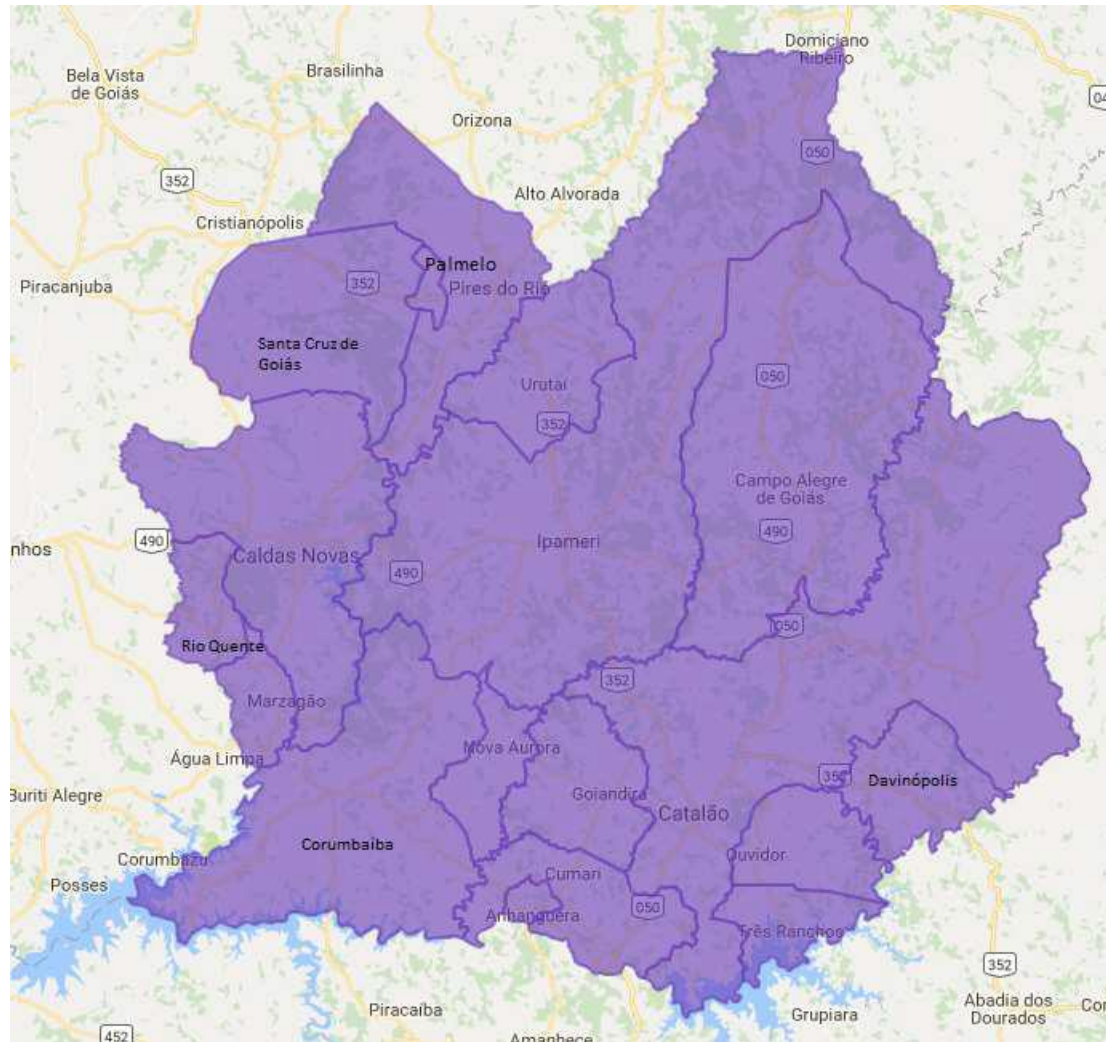 Domiciano
Ribeiro
Brasilinha
Bela Vista
de Goiás
Orizona
050
352
Alto Alvorada
Cristianópolis
Palmelo
Piracanjuba
352
Pires do Rio
Santa Cruz de
Goiás
050
Urutaí
352
Campo Alegre
de Goiás
490
490
Ipameri
nhos
Caldas Novas
490
050
Rio Quente
352
Marzagão
Nova Aurora
Água Limpa
Davinópolis
Buriti Alegre
Goiandira
Catalão
Corumbaíba
Ouvidor
Corumbazul
Cumari
Posses
050
Anhanguera
Três Ranchos
352
Piracaíba
Grupiara
Abadia dos
Dourados
452
Amanhece